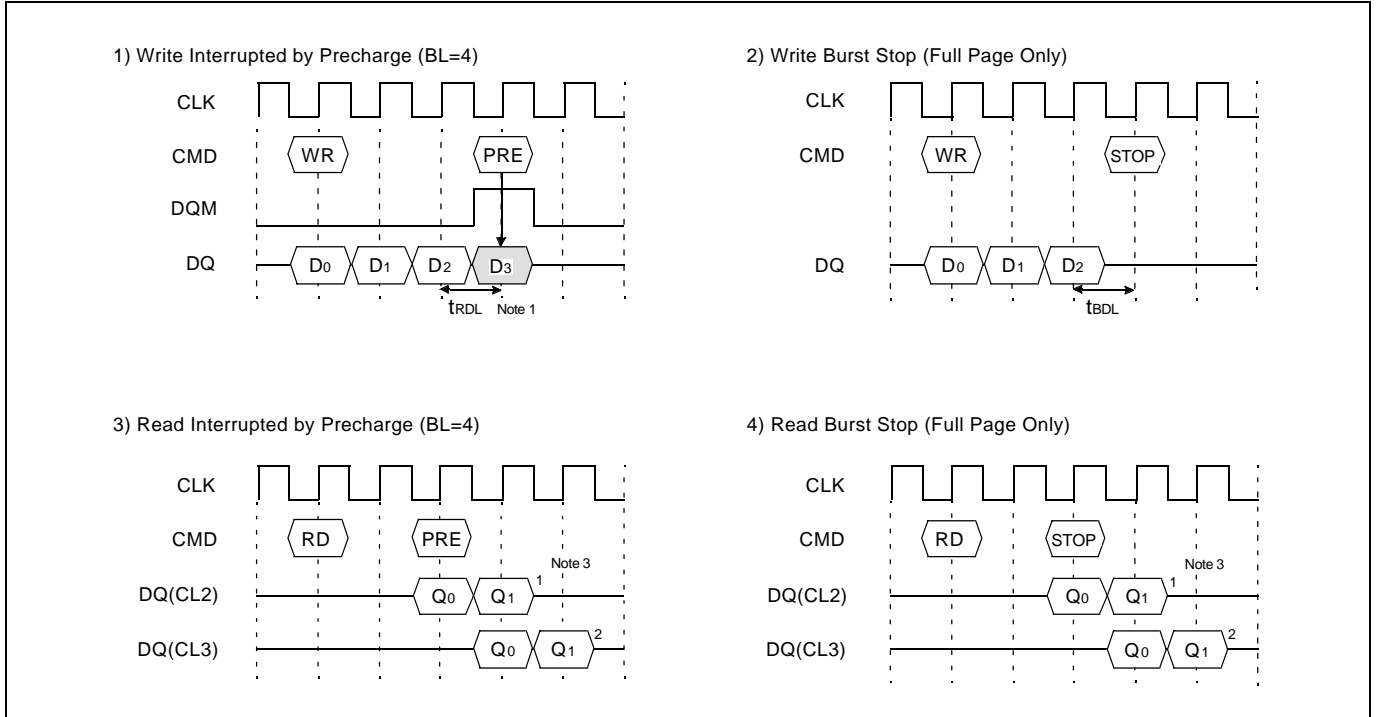 1) Write Interrupted by Precharge (BL=4)
CLK
CMD WR PRE
DQM
DQ D0 D1 D2 D3
tRDL Note 1
2) Write Burst Stop (Full Page Only)
CLK
CMD WR STOP
DQ D0 D1 D2
tBDL
3) Read Interrupted by Precharge (BL=4)
CLK
CMD RD PRE
Note 3
DQ(CL2) Q0 Q1 1
DQ(CL3) Q0 Q1 2
4) Read Burst Stop (Full Page Only)
CLK
CMD RD STOP
Note 3
DQ(CL2) Q0 Q1 1
DQ(CL3) Q0 Q1 2